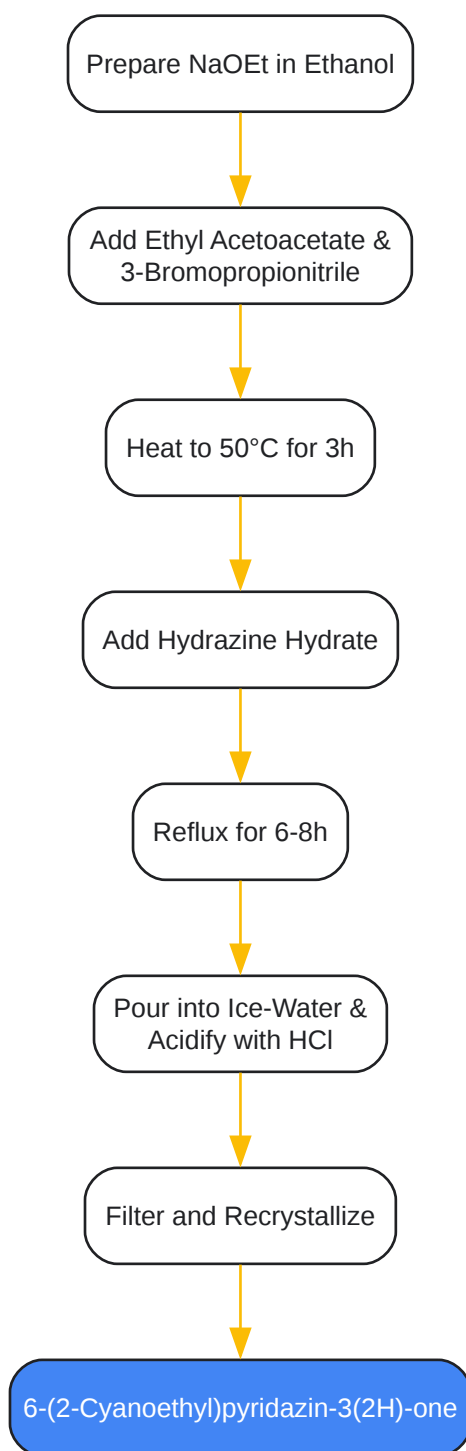 Prepare NaOEt in Ethanol
Add Ethyl Acetoacetate &
3-Bromopropionitrile
Heat to 50°C for 3h
Add Hydrazine Hydrate
Reflux for 6-8h
Pour into Ice-Water &
Acidify with HCl
Filter and Recrystallize
6-(2-Cyanoethyl)pyridazin-3(2H)-one